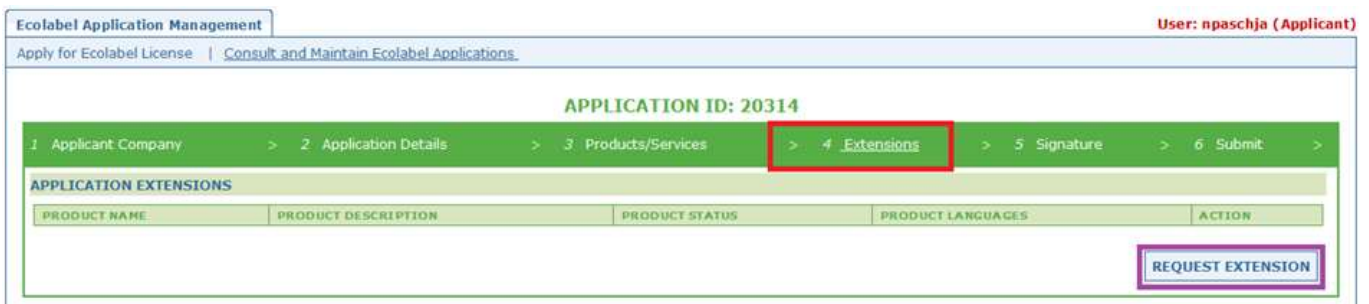 Ecolabel Application Management
User: npaschja (Applicant)
Apply for Ecolabel License | Consult and Maintain Ecolabel Applications
APPLICATION ID: 20314
1 Applicant Company > 2 Application Details > 3 Products/Services > 4 Extensions > 5 Signature > 6 Submit >
APPLICATION EXTENSIONS
PRODUCT NAME PRODUCT DESCRIPTION PRODUCT STATUS PRODUCT LANGUAGES ACTION
REQUEST EXTENSION